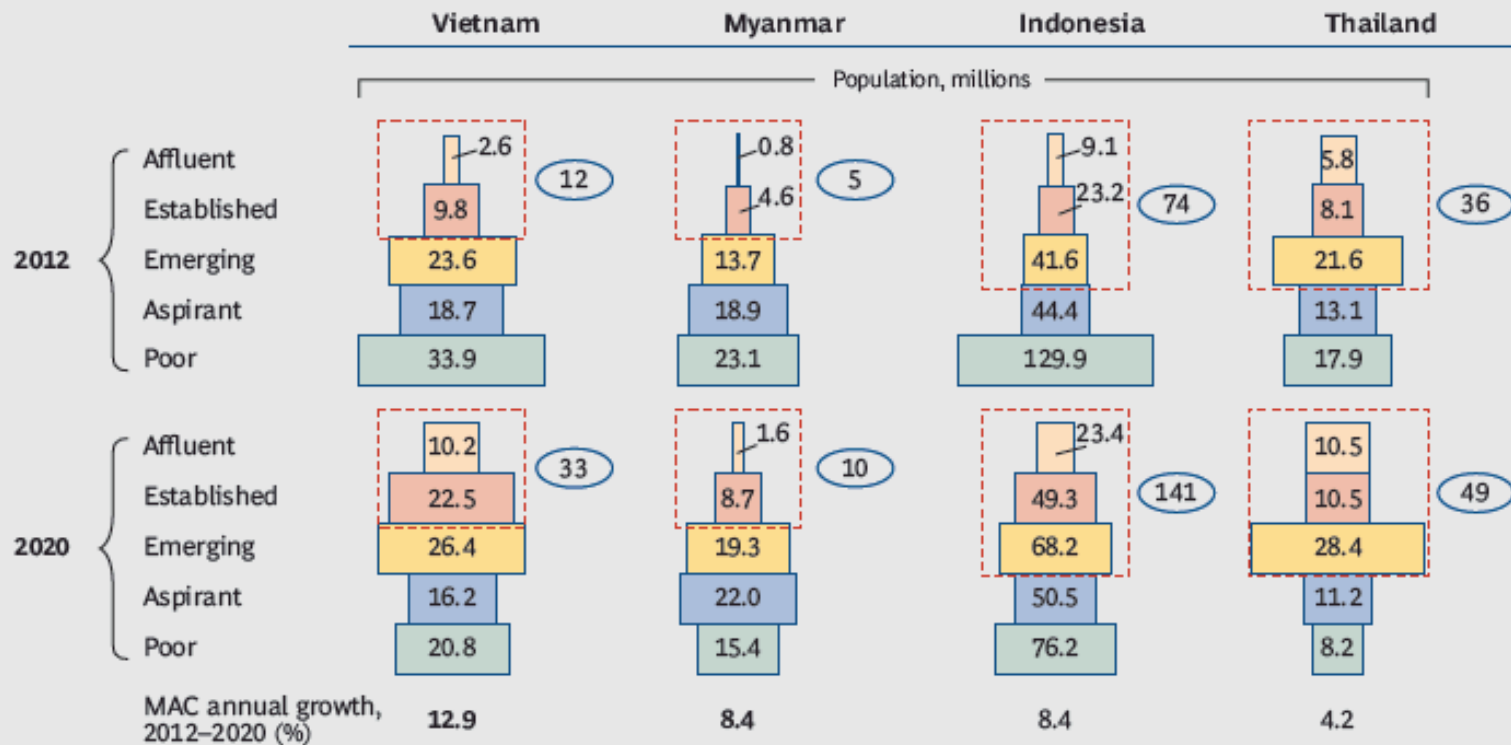 Vietnam Myanmar Indonesia Thailand
Population, millions
2012
Affluent 2.6 0.8 9.1 5.8
12 5 74 36
Established 9.8 4.6 23.2 8.1
Emerging 23.6 13.7 41.6 21.6
Aspirant 18.7 18.9 44.4 13.1
Poor 33.9 23.1 129.9 17.9
2020
Affluent 10.2 1.6 23.4 10.5
33 10 141 49
Established 22.5 8.7 49.3 10.5
Emerging 26.4 19.3 68.2 28.4
Aspirant 16.2 22.0 50.5 11.2
Poor 20.8 15.4 76.2 8.2
MAC annual growth,
2012–2020 (%) 12.9 8.4 8.4 4.2